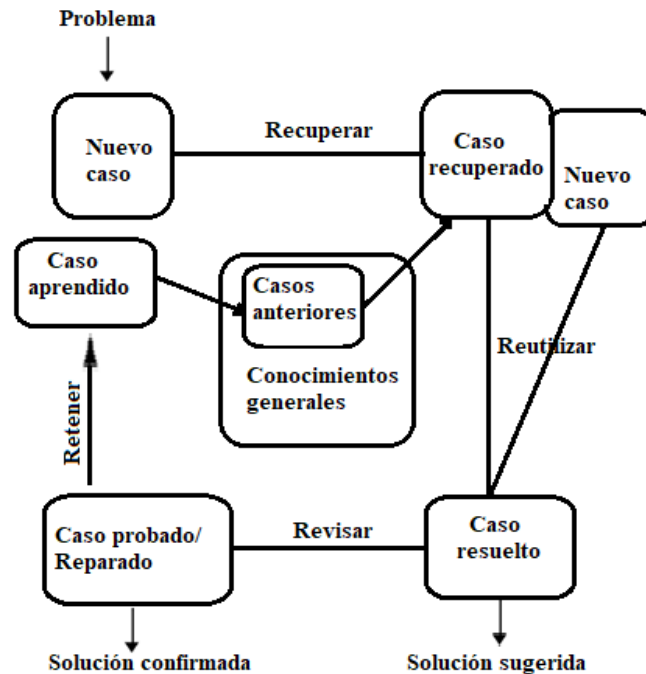 Problema
Recuperar
Nuevo
caso
Caso
recuperado
Nuevo
caso
Caso
aprendido
Casos
anteriores
Conocimientos
generales
Reutilizar
Retener
Caso probado/
Reparado
Revisar
Caso
resuelto
Solución confirmada
Solución sugerida